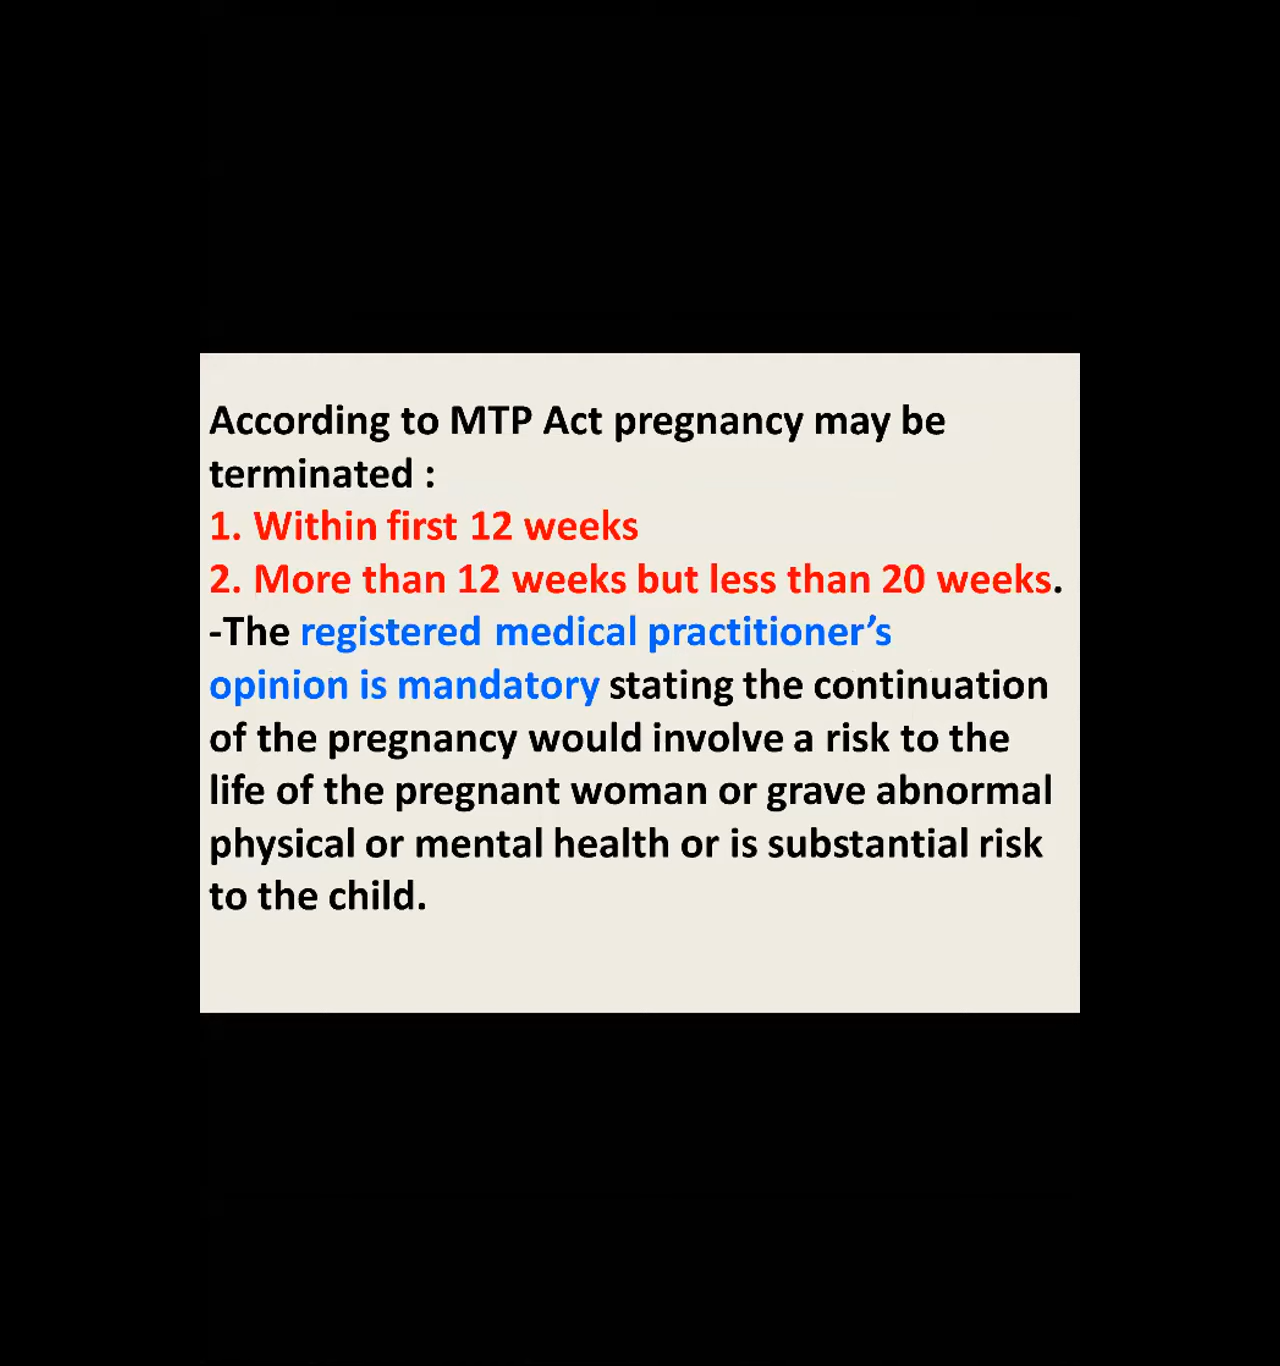 According to MTP Act pregnancy may be
terminated :
1. Within first 12 weeks
2. More than 12 weeks but less than 20 weeks.
-The registered medical practitioner’s
opinion is mandatory stating the continuation
of the pregnancy would involve a risk to the
life of the pregnant woman or grave abnormal
physical or mental health or is substantial risk
to the child.